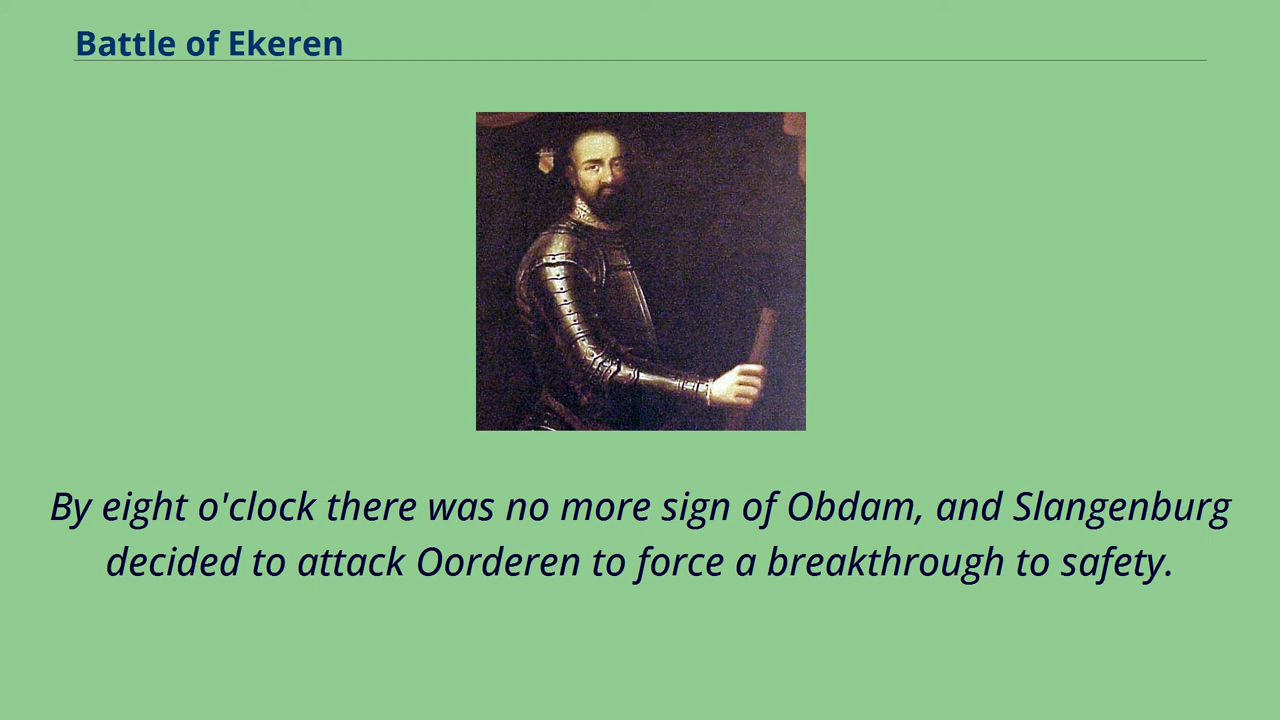 Battle of Ekeren
By eight o'clock there was no more sign of Obdam, and Slangenburg
decided to attack Oorderen to force a breakthrough to safety.